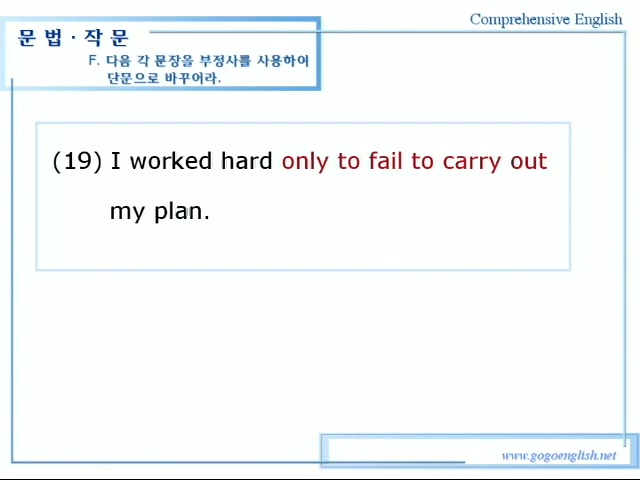 Comprehensive English
문 법 · 작 문
F. 다음 각 문장을 부정사를 사용하여
단문으로 바꾸어라.
(19) I worked hard only to fail to carry out
my plan.
www.gogoenglish.net